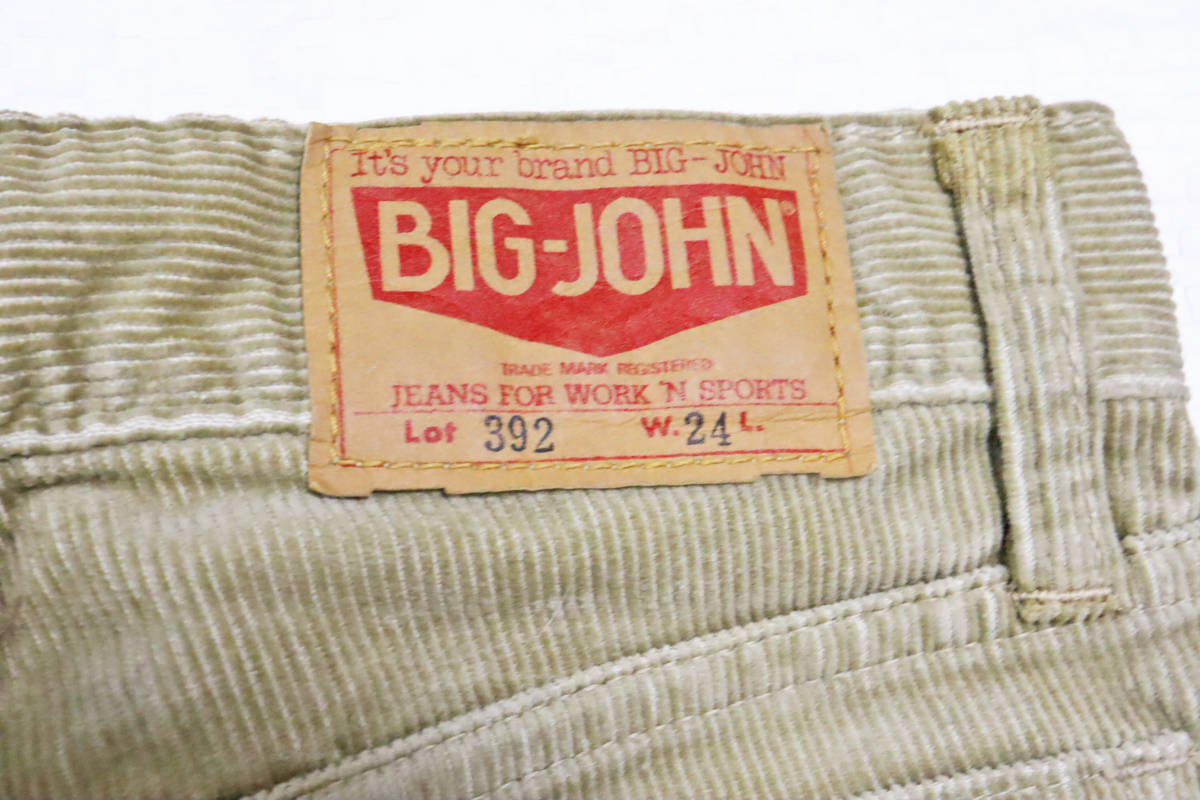 It's your brand BIG-JOHN
BIG-JOHN®
TRADE MARK REGISTERED
JEANS FOR WORK 'N SPORTS
Lot 392 W. 24 L.